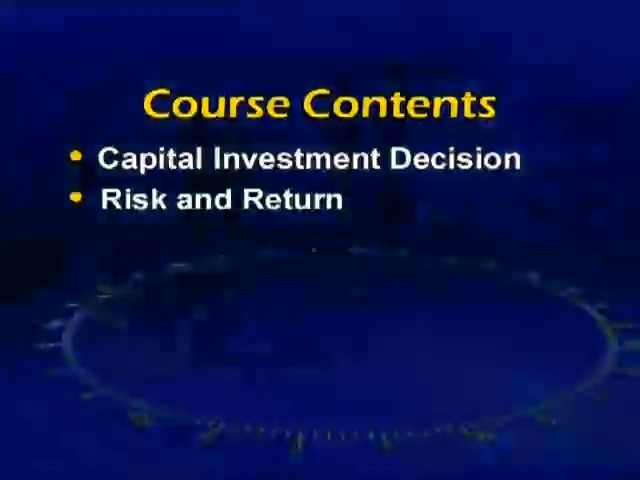 Course Contents
• Capital Investment Decision
• Risk and Return